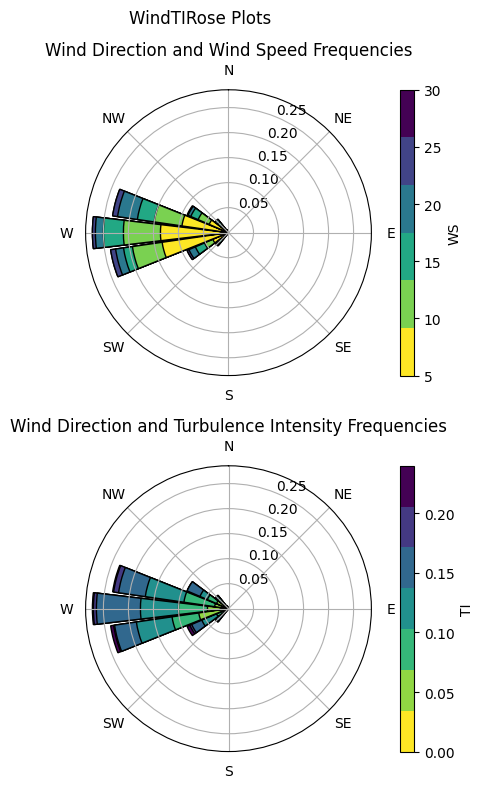 WindTIRose Plots
Wind Direction and Wind Speed Frequencies
N
NW
NE
0.25
0.20
0.15
0.10
0.05
W
E
SW
SE
S
30
25
20
15
10
5
WS
Wind Direction and Turbulence Intensity Frequencies
N
NW
NE
0.25
0.20
0.15
0.10
0.05
W
E
SW
SE
S
0.20
0.15
0.10
0.05
0.00
TI